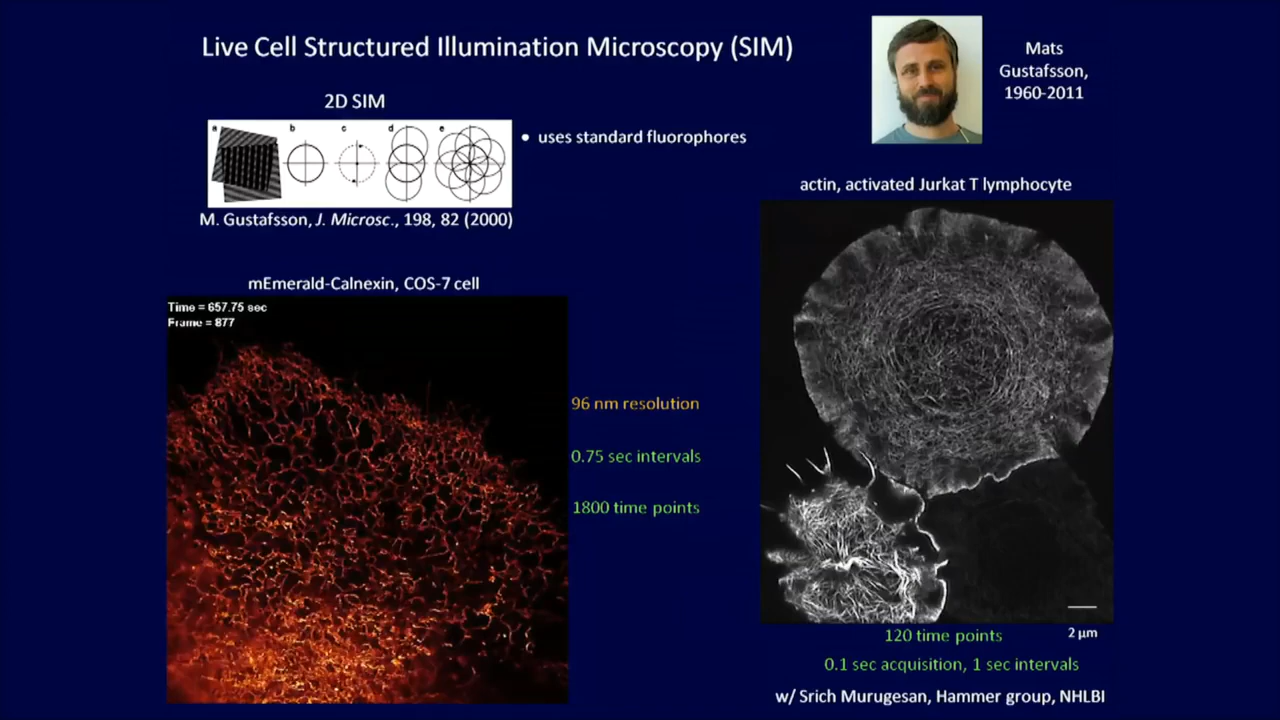 Live Cell Structured Illumination Microscopy (SIM)
Mats
Gustafsson,
1960-2011
2D SIM
a b c d e
• uses standard fluorophores
M. Gustafsson, J. Microsc., 198, 82 (2000)
actin, activated Jurkat T lymphocyte
mEmerald-Calnexin, COS-7 cell
Time = 657.75 sec
Frame = 877
96 nm resolution
0.75 sec intervals
1800 time points
120 time points
2 µm
0.1 sec acquisition, 1 sec intervals
w/ Srich Murugesan, Hammer group, NHLBI